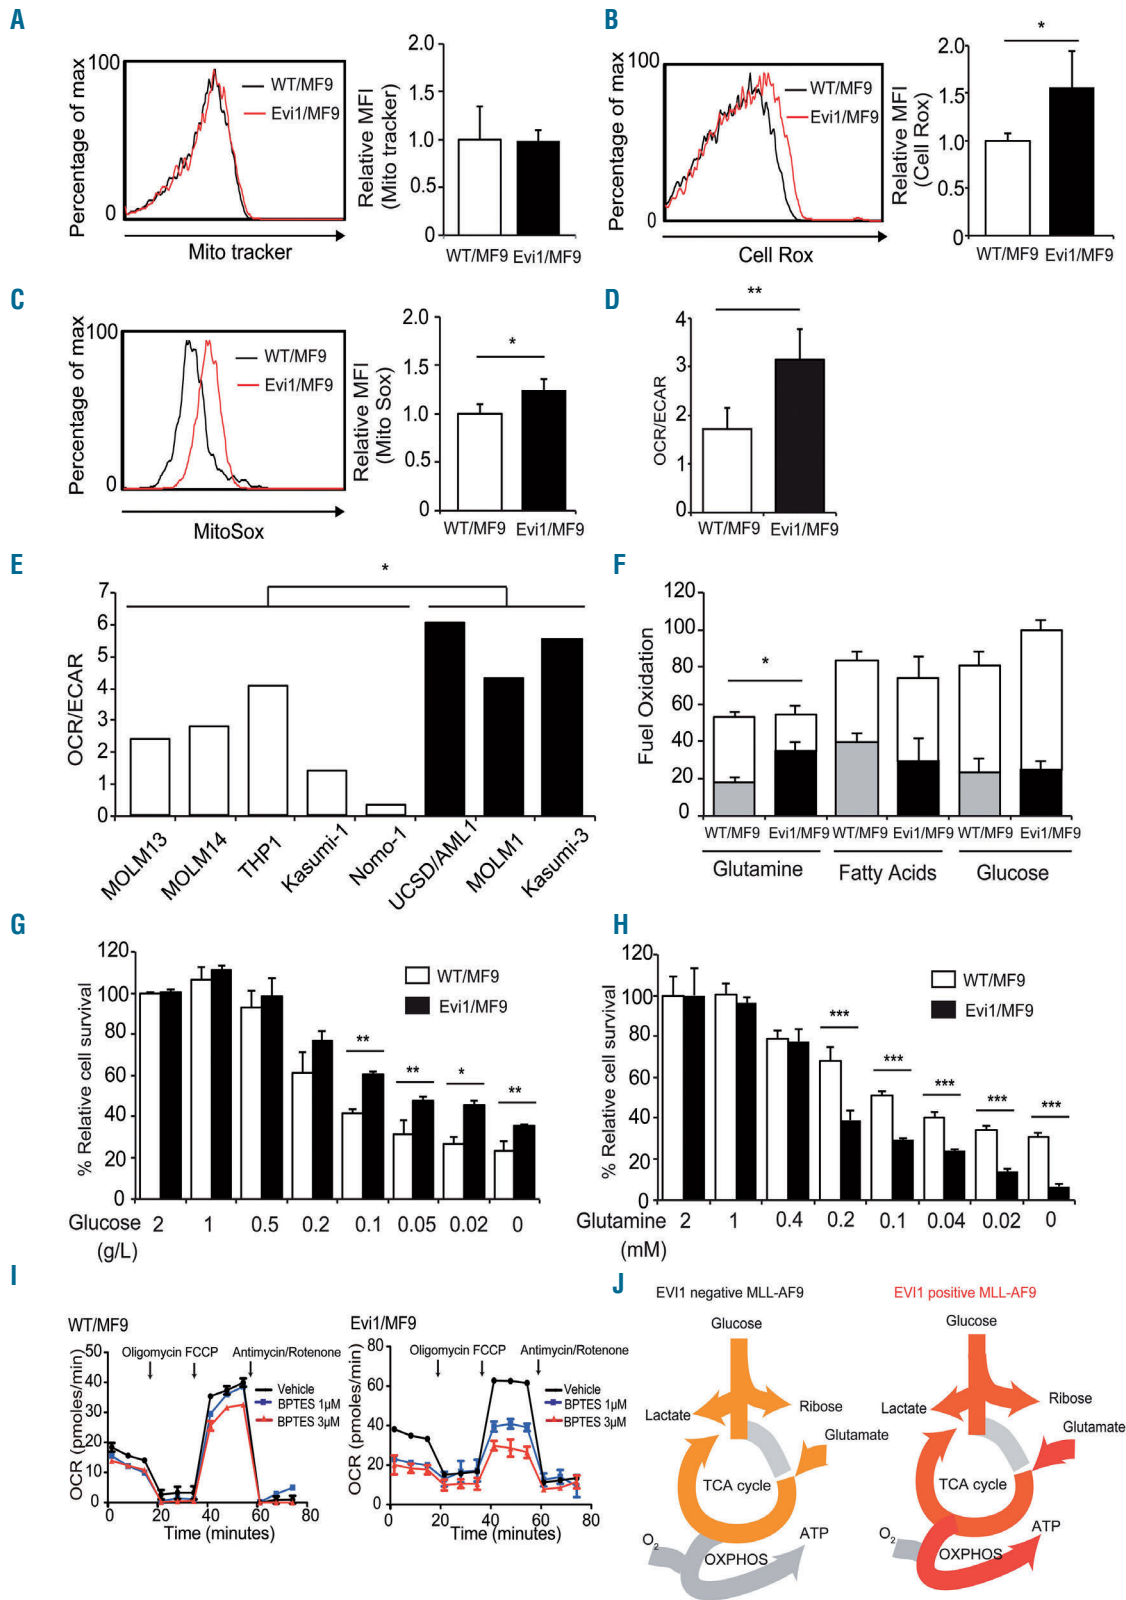 A
Percentage of max
100
0
WT/MF9
Evi1/MF9
Mito tracker
Relative MFI
(Mito tracker)
2.0
1.5
1.0
0.5
0
WT/MF9 Evi1/MF9
B
Percentage of max
100
0
WT/MF9
Evi1/MF9
Cell Rox
Relative MFI
(Cell Rox)
*
2.0
1.5
1.0
0.5
0
WT/MF9 Evi1/MF9
C
Percentage of max
100
0
WT/MF9
Evi1/MF9
MitoSox
Relative MFI
(Mito Sox)
*
2.0
1.5
1.0
0.5
0
WT/MF9 Evi1/MF9
D
**
OCR/ECAR
4
3
2
1
0
WT/MF9 Evi1/MF9
E
*
OCR/ECAR
7
6
5
4
3
2
1
0
MOLM13
MOLM14
THP1
Kasumi-1
Nomo-1
UCSD/AML1
MOLM1
Kasumi-3
F
Fuel Oxidation
120
100
80
60
40
20
0
*
WT/MF9 Evi1/MF9 WT/MF9 Evi1/MF9 WT/MF9 Evi1/MF9
Glutamine Fatty Acids Glucose
G
% Relative cell survival
120
100
80
60
40
20
0
WT/MF9
Evi1/MF9
** ** * **
Glucose 2 1 0.5 0.2 0.1 0.05 0.02 0
(g/L)
H
% Relative cell survival
120
100
80
60
40
20
0
WT/MF9
Evi1/MF9
*** *** *** *** ***
Glutamine 2 1 0.4 0.2 0.1 0.04 0.02 0
(mM)
I
WT/MF9
OCR (pmoles/min)
50
40
30
20
10
0
Oligomycin FCCP Antimycin/Rotenone
Vehicle
BPTES 1µM
BPTES 3µM
0 20 40 60 80
Time (minutes)
Evi1/MF9
OCR (pmoles/min)
80
60
40
20
0
Oligomycin FCCP Antimycin/Rotenone
Vehicle
BPTES 1µM
BPTES 3µM
0 20 40 60 80
Time (minutes)
J
EVI1 negative MLL-AF9
Glucose
Lactate
Ribose
Glutamate
TCA cycle
O2
OXPHOS
ATP
EVI1 positive MLL-AF9
Glucose
Lactate
Ribose
Glutamate
TCA cycle
O2
OXPHOS
ATP